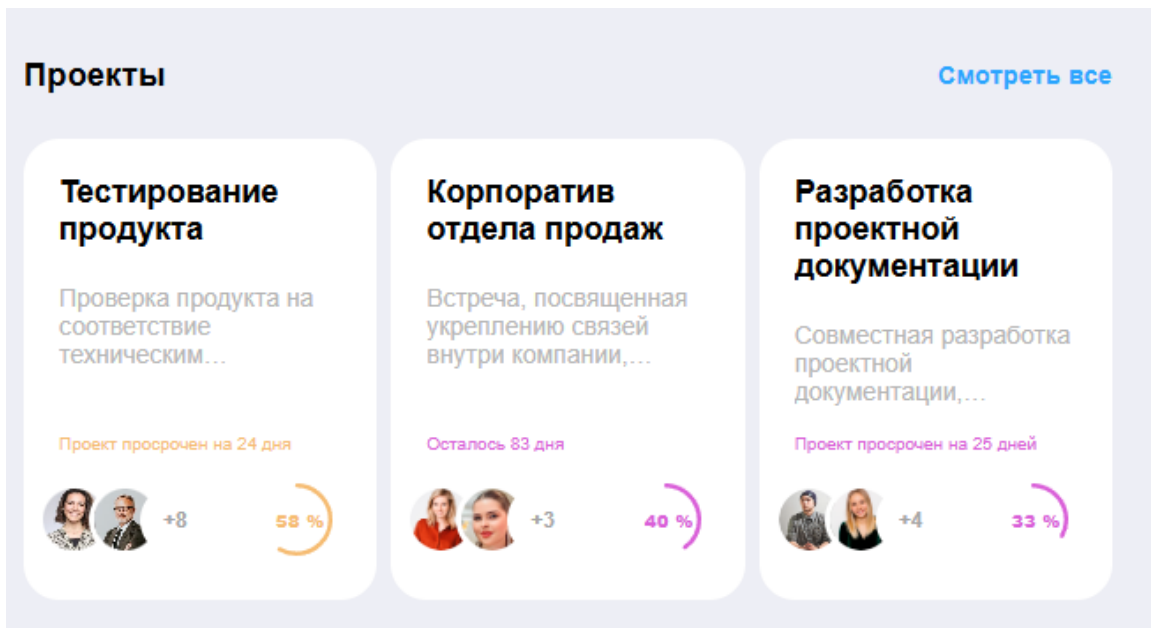 Проекты
Смотреть все
Тестирование
продукта
Проверка продукта на
соответствие
техническим...
Проект просрочен на 24 дня
+8
58 %
Корпоратив
отдела продаж
Встреча, посвященная
укреплению связей
внутри компании,...
Осталось 83 дня
+3
40 %
Разработка
проектной
документации
Совместная разработка
проектной
документации,...
Проект просрочен на 25 дней
+4
33 %